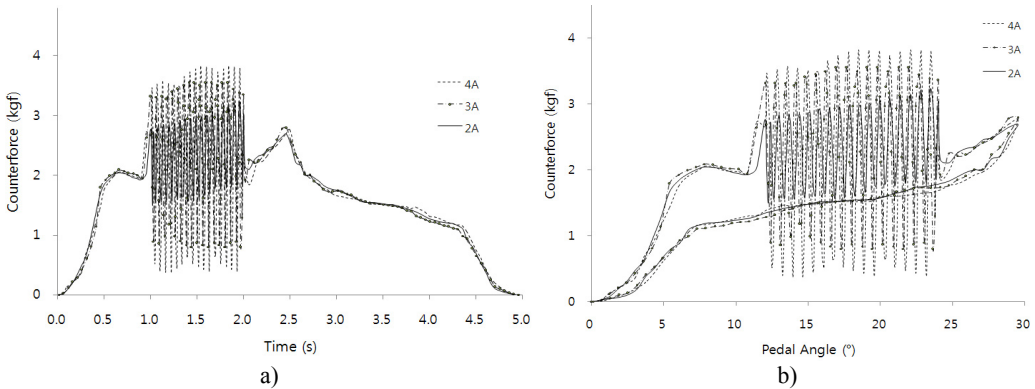 4
3
2
1
0
Counterforce (kgf)
4A
3A
2A
0.0 0.5 1.0 1.5 2.0 2.5 3.0 3.5 4.0 4.5 5.0
Time (s)
a)
4
3
2
1
0
Counterforce (kgf)
4A
3A
2A
0 5 10 15 20 25 30
Pedal Angle (°)
b)